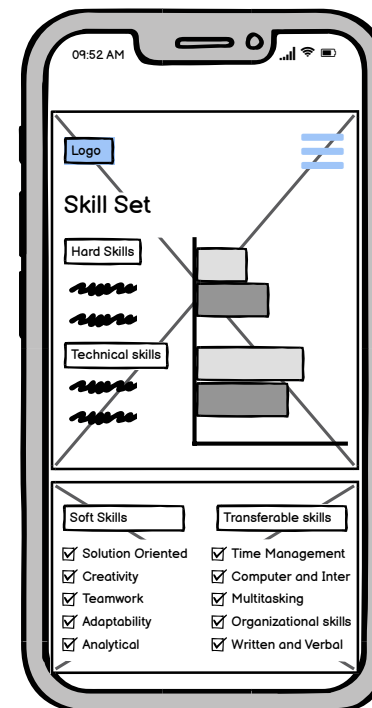 09:52 AM
Logo
Skill Set
Hard Skills
Technical skills
Soft Skills
Transferable skills
Solution Oriented
Time Management
Creativity
Computer and Inter
Teamwork
Multitasking
Adaptability
Organizational skills
Analytical
Written and Verbal